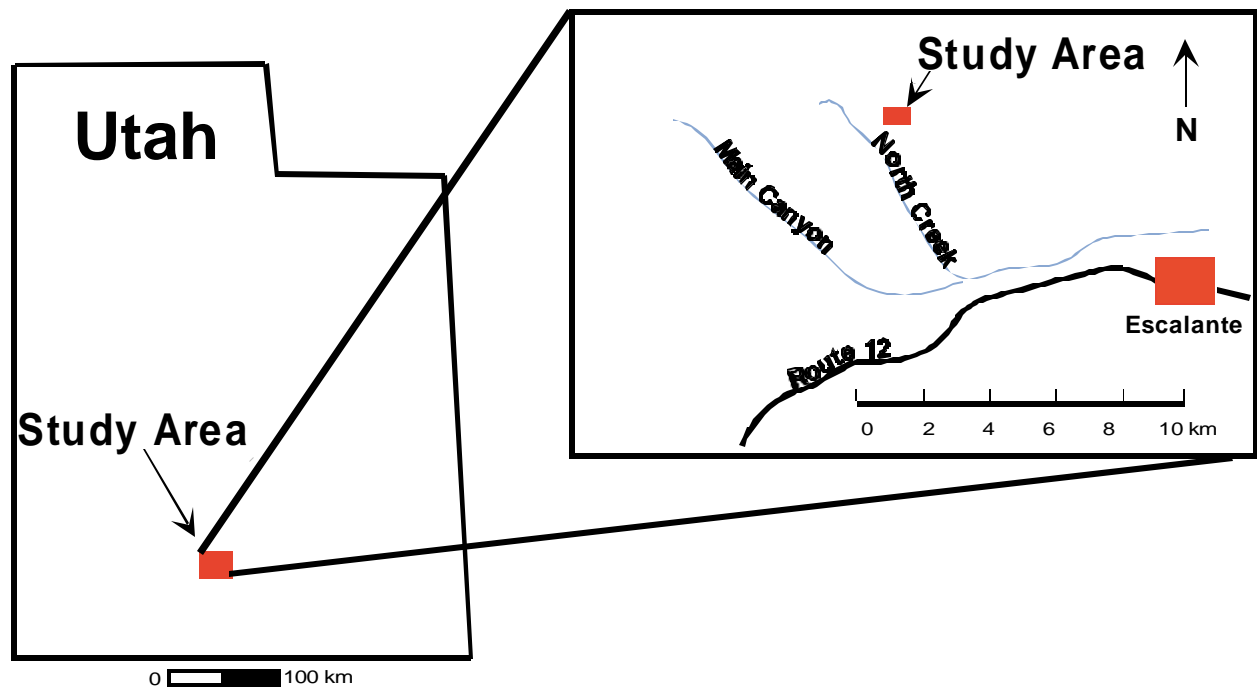 Utah
Study Area
0 100 km
Study Area
N
Main Canyon
North Creek
Escalante
Route 12
0 2 4 6 8 10 km